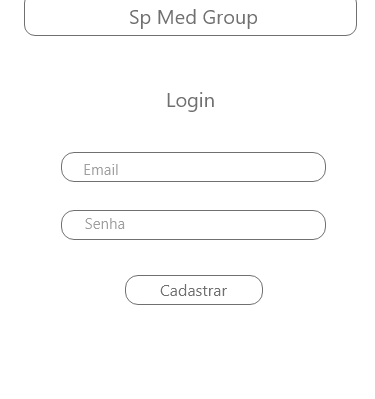 Sp Med Group
Login
Email
Senha
Cadastrar